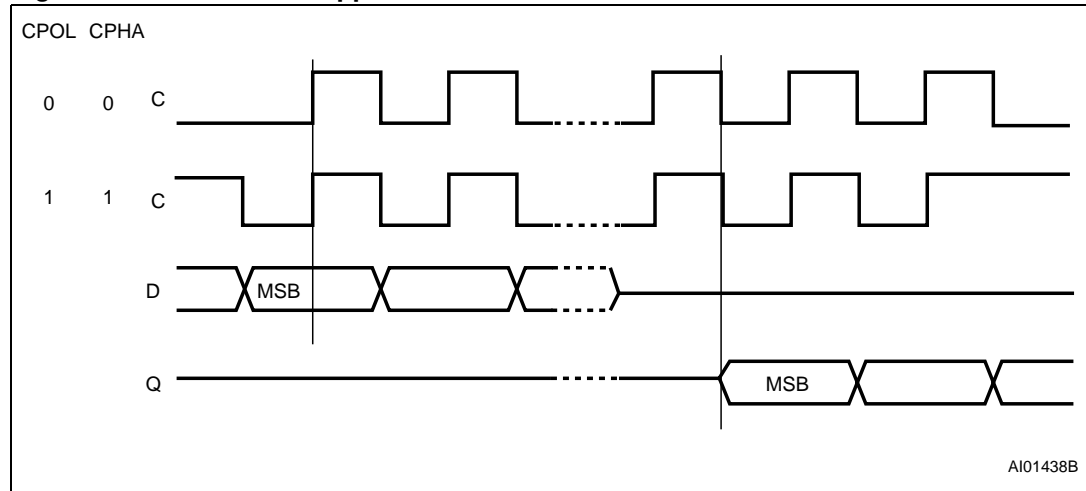 CPOL CPHA
0 0 C
1 1 C
D MSB
Q MSB
AI01438B